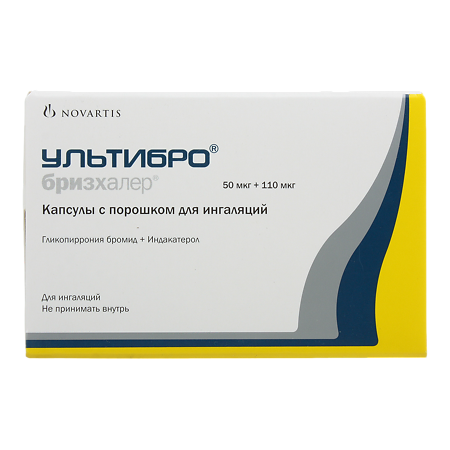 NOVARTIS
УЛЬТИБРО®
бризхалер®
50 мкг + 110 мкг
Капсулы с порошком для ингаляций
Гликопиррония бромид + Индакатерол
Для ингаляций
Не принимать внутрь